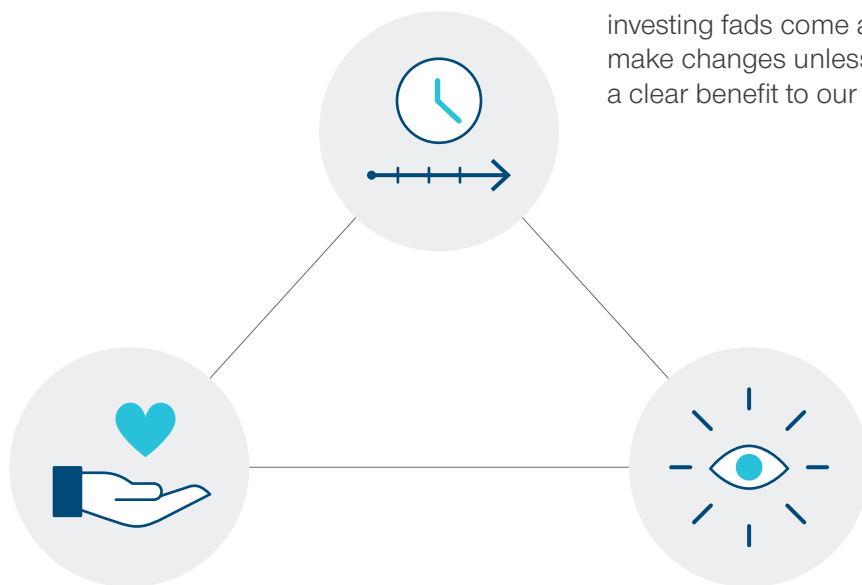 investing fads come a
make changes unless
a clear benefit to our